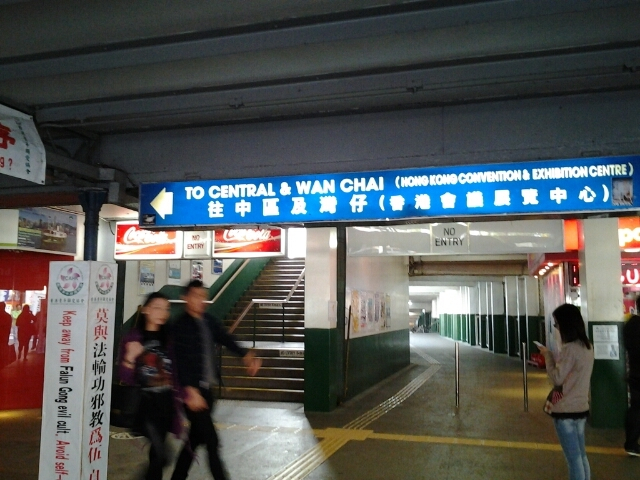 TO CENTRAL & WAN CHAI (HONG KONG CONVENTION & EXHIBITION CENTRE)
往中區及灣仔(香港會議展覽中心)
Coca-Cola
NO ENTRY
Coca-Cola
NO
ENTRY
Keep away from Falun Gong evil cult. Avoid self-
莫與法輪功邪教為伍